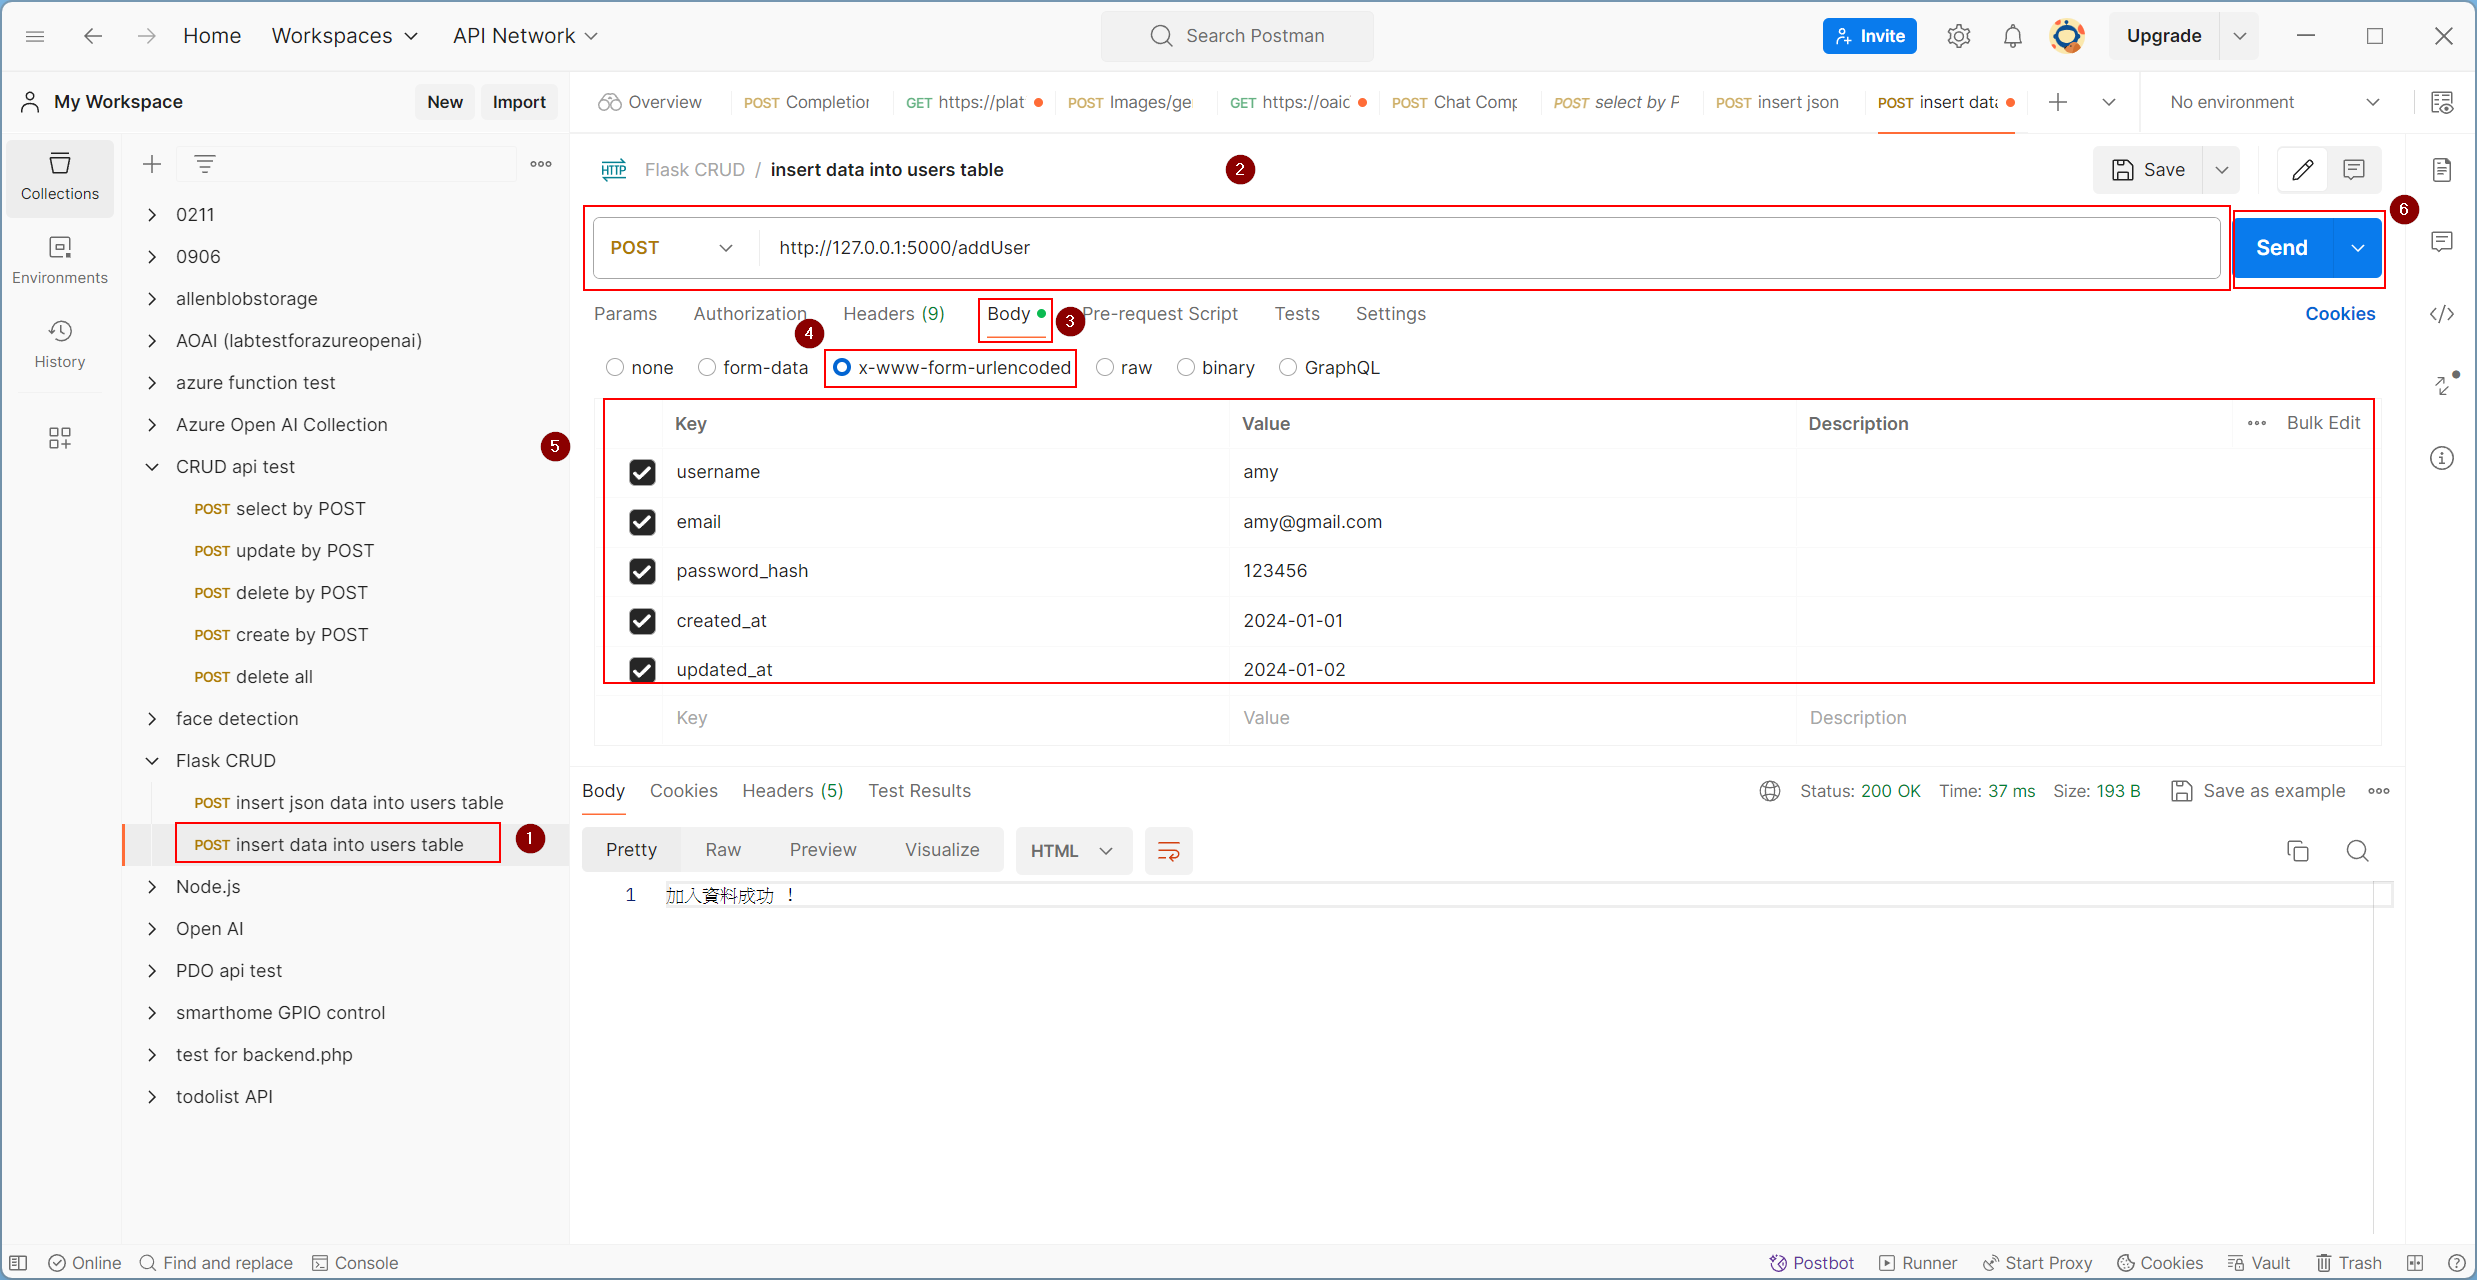 Home Workspaces API Network Search Postman Invite Upgrade
My Workspace New Import
Overview POST Completion GET https://plat POST Images/ge GET https://oaic POST Chat Comp POST select by P POST insert json POST insert data No environment
Collections
Environments
History
0211
0906
allenblobstorage
AOAI (labtestforazureopenai)
azure function test
Azure Open AI Collection
CRUD api test
POST select by POST
POST update by POST
POST delete by POST
POST create by POST
POST delete all
face detection
Flask CRUD
POST insert json data into users table
POST insert data into users table 1
Node.js
Open AI
PDO api test
smarthome GPIO control
test for backend.php
todolist API
HTTP Flask CRUD / insert data into users table 2 Save
POST http://127.0.0.1:5000/addUser Send 6
Params Authorization Headers (9) Body 3 Pre-request Script Tests Settings Cookies
4
none form-data x-www-form-urlencoded raw binary GraphQL
5
Key Value Description Bulk Edit
username amy
email amy@gmail.com
password_hash 123456
created_at 2024-01-01
updated_at 2024-01-02
Key Value Description
Body Cookies Headers (5) Test Results Status: 200 OK Time: 37 ms Size: 193 B Save as example
Pretty Raw Preview Visualize HTML
1 加入資料成功 !
Online Find and replace Console Postbot Runner Start Proxy Cookies Vault Trash